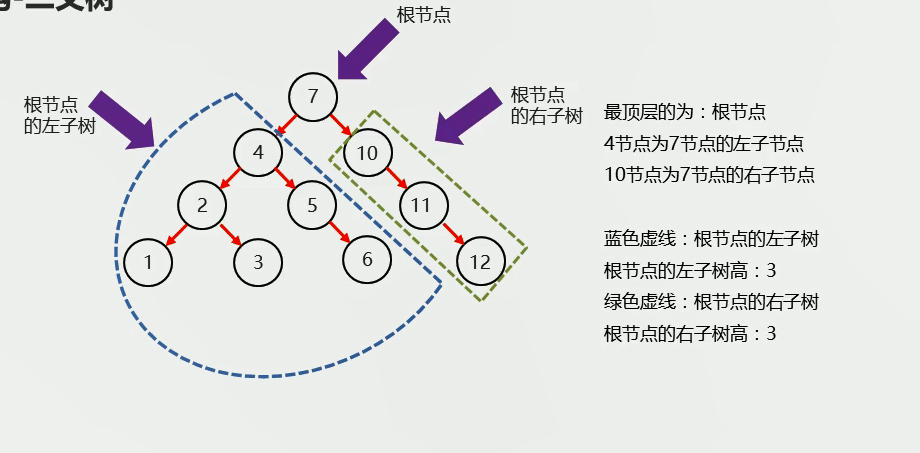 二叉树
根节点
根节点
的左子树
根节点
的右子树
7
4
10
2
5
11
1
3
6
12
最顶层的为：根节点
4节点为7节点的左子节点
10节点为7节点的右子节点
蓝色虚线：根节点的左子树
根节点的左子树高：3
绿色虚线：根节点的右子树
根节点的右子树高：3